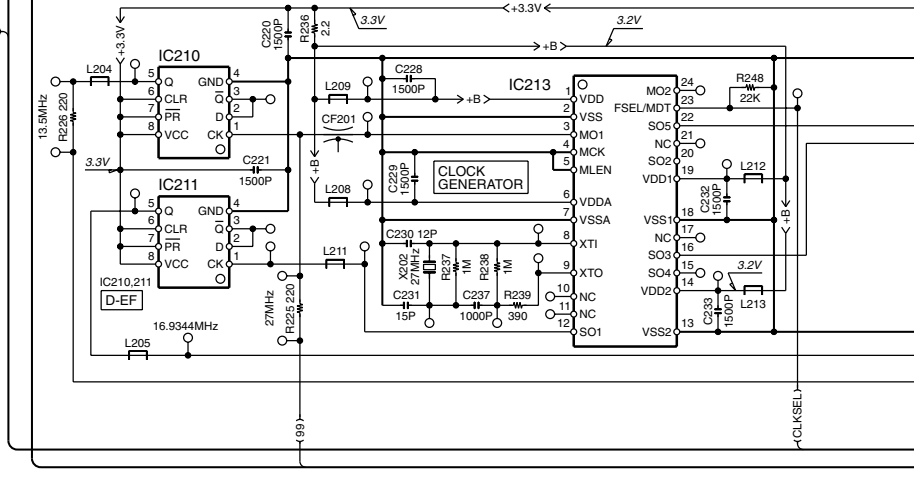 +3.3V
3.3V
+3.3V
3.2V
C220
1500P
R236
2.2
+B
IC210
L204
5 Q GND 4
6 CLR Q 3
7 PR D 2
8 VCC CK 1
13.5MHz
R226 220
3.3V
C221
1500P
L209
CF201
+B
L208
C228
1500P
+B
C229
1500P
CLOCK
GENERATOR
IC213
1 VDD
2 VSS
3 MO1
4 MCK
5 MLEN
6 VDDA
7 VSSA
8 XTI
9 XTO
10 NC
11 NC
12 SO1
MO2 24
FSEL/MDT 23
SO5 22
NC 21
SO2 20
VDD1 19
VSS1 18
NC 17
SO3 16
SO4 15
VDD2 14
VSS2 13
R248
22K
L212
C232
1500P
+B
3.2V
L213
C233
1500P
IC211
5 Q GND 4
6 CLR Q 3
7 PR D 2
8 VCC CK 1
IC210,211
D-EF
L211
C230 12P
X202
27MHz
R237
1M
R238
1M
C231
15P
C237
1000P
R239
390
27MHz
R225 220
16.9344MHz
L205
99
CLKSEL